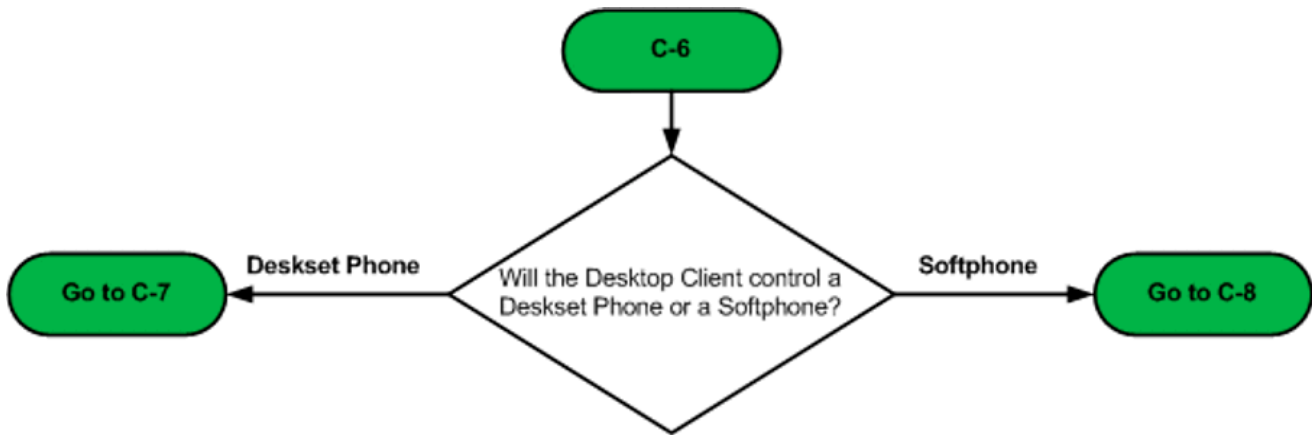 C-6
Deskset Phone
Softphone
Will the Desktop Client control a
Deskset Phone or a Softphone?
Go to C-7
Go to C-8